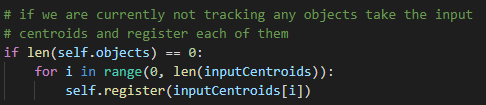 # if we are currently not tracking any objects take the input
# centroids and register each of them
if len(self.objects) == 0:
    for i in range(0, len(inputCentroids)):
        self.register(inputCentroids[i])